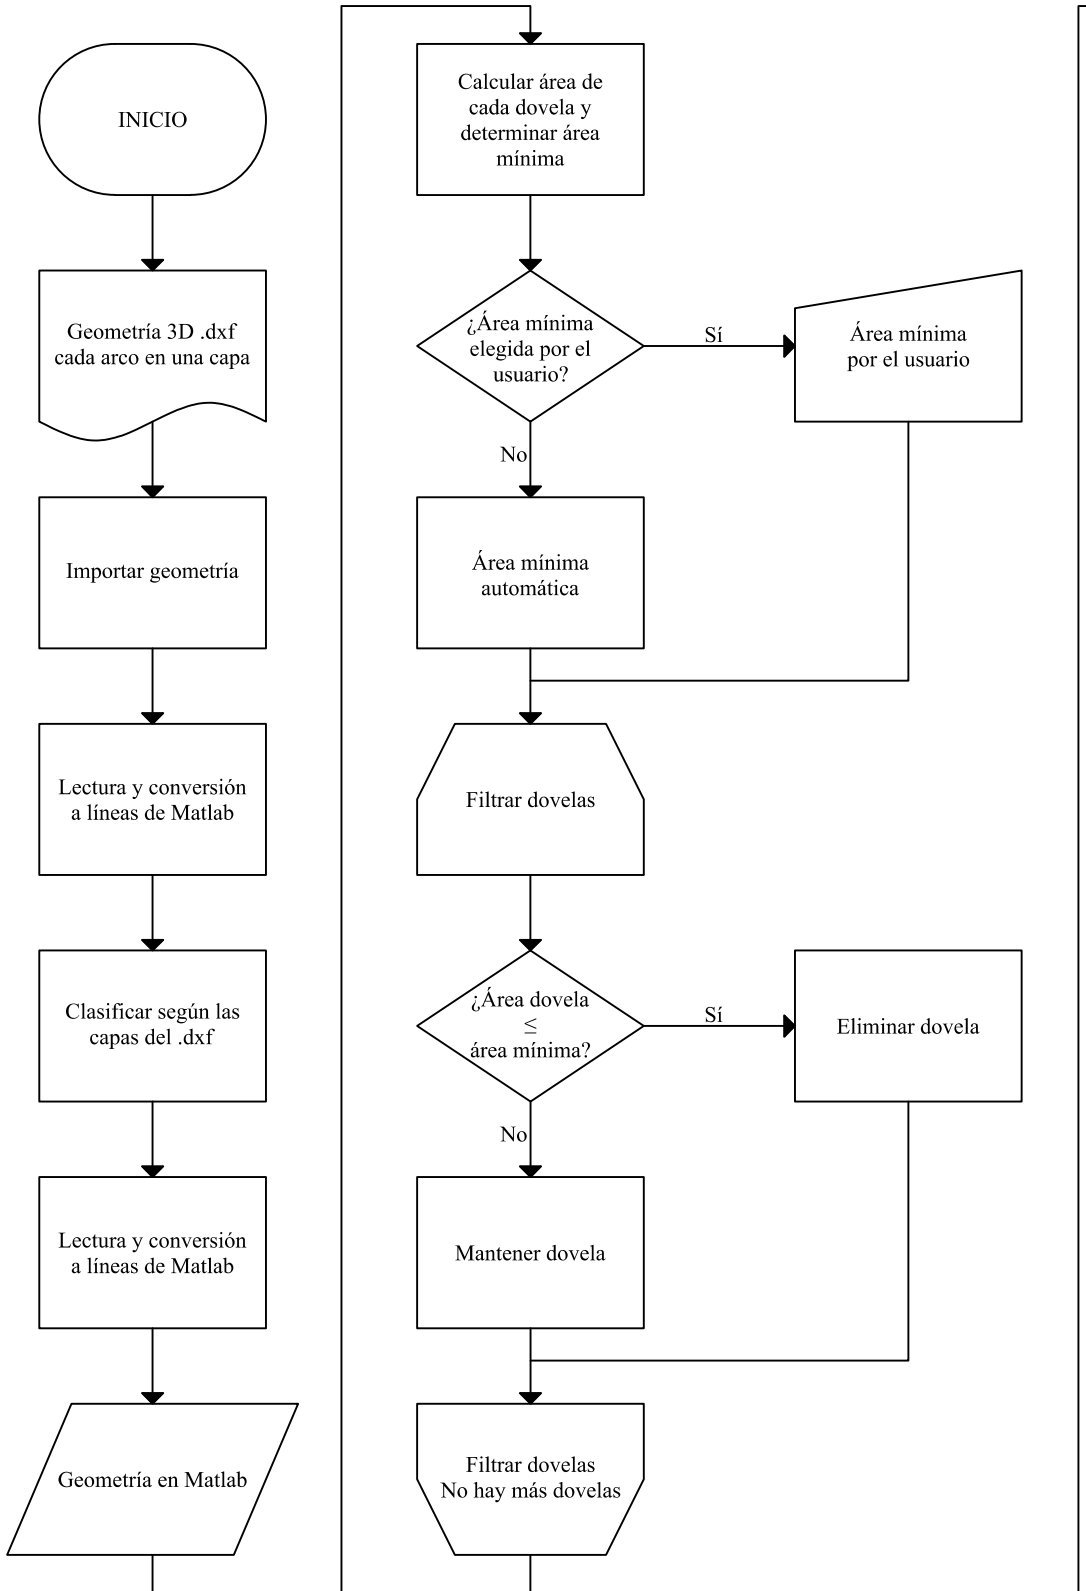 INICIO
Geometría 3D .dxf
cada arco en una capa
Importar geometría
Lectura y conversión
a líneas de Matlab
Clasificar según las
capas del .dxf
Lectura y conversión
a líneas de Matlab
Geometría en Matlab
Calcular área de
cada dovela y
determinar área
mínima
¿Área mínima
elegida por el
usuario?
Sí
Área mínima
por el usuario
No
Área mínima
automática
Filtrar dovelas
¿Área dovela
≤
área mínima?
Sí
Eliminar dovela
No
Mantener dovela
Filtrar dovelas
No hay más dovelas